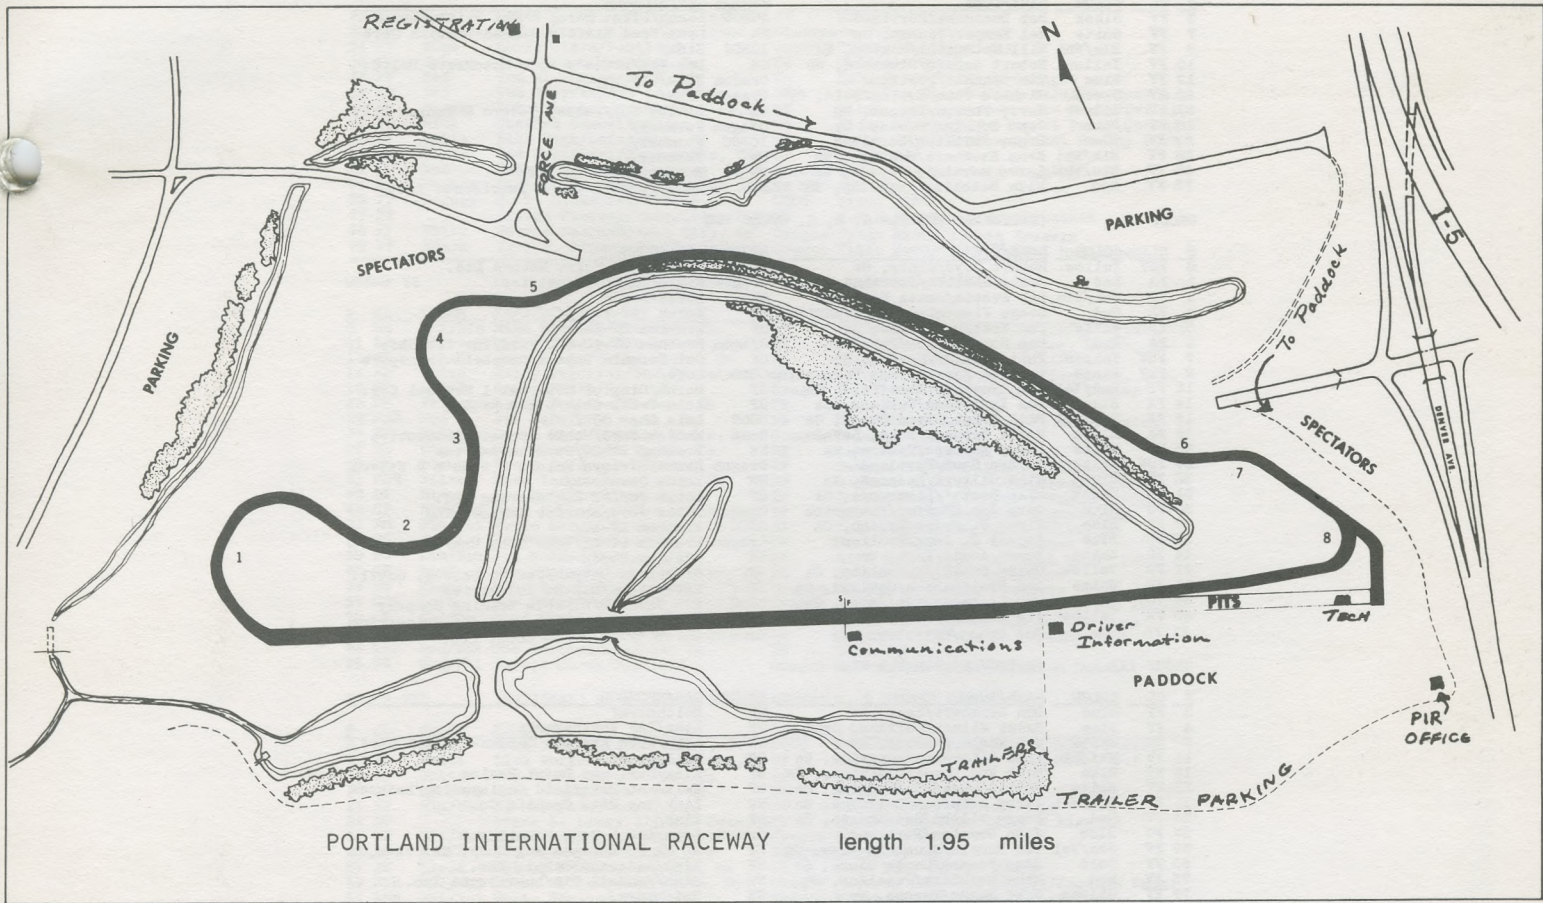 REGISTRATION
N
To Paddock
FORCE AVE
I-5
PARKING
SPECTATORS
To Paddock
5
4
PARKING
3
6
7
SPECTATORS
DENVER AVE.
2
1
8
S F
PITS
TECH
Communications
Driver
Information
PADDOCK
PIR
OFFICE
TRAILERS
TRAILER PARKING
PORTLAND INTERNATIONAL RACEWAY length 1.95 miles